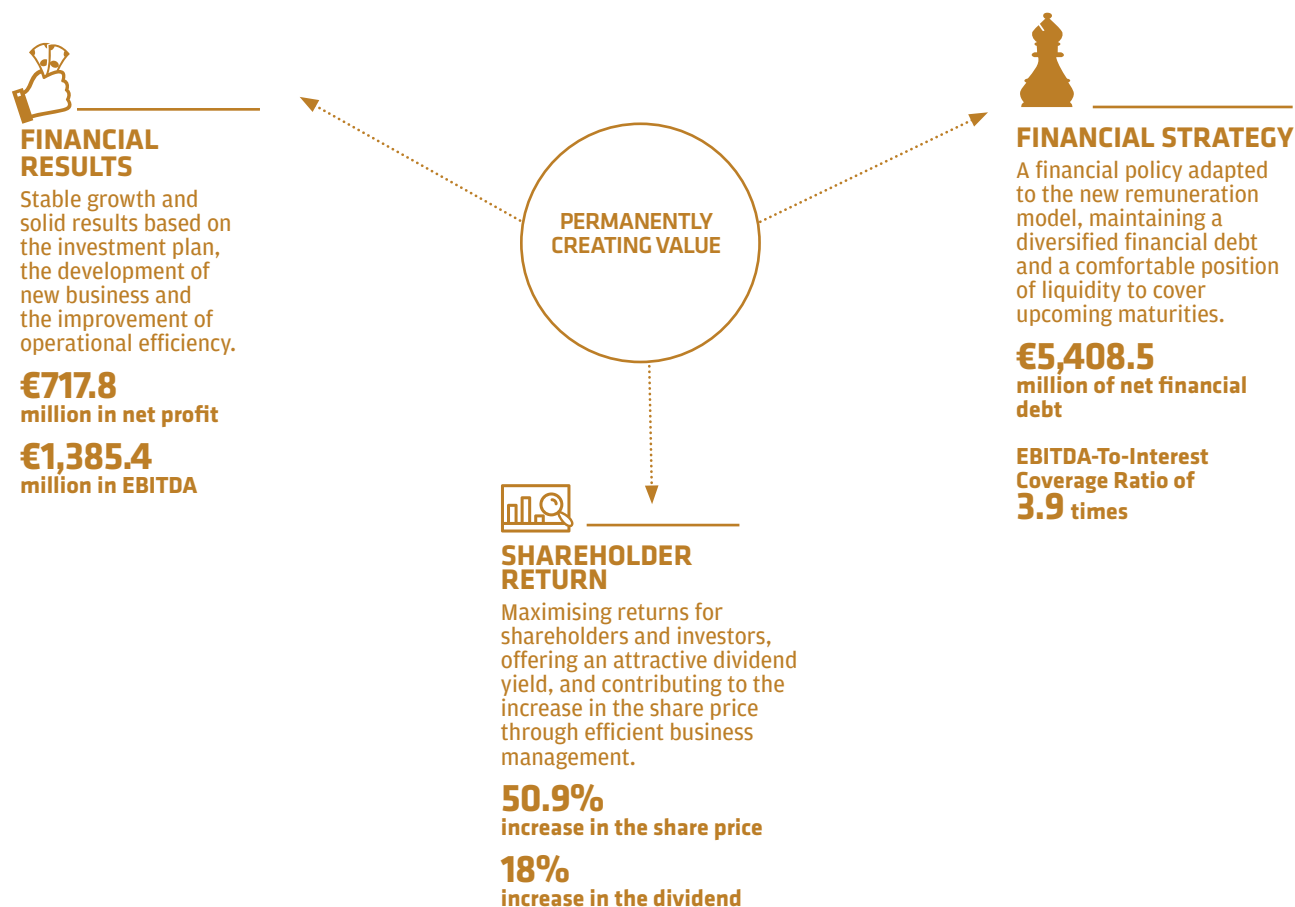 FINANCIAL
RESULTS
Stable growth and
solid results based on
the investment plan,
the development of
new business and
the improvement of
operational efficiency.
€717.8
million in net profit
€1,385.4
million in EBITDA
PERMANENTLY
CREATING VALUE
FINANCIAL STRATEGY
A financial policy adapted
to the new remuneration
model, maintaining a
diversified financial debt
and a comfortable position
of liquidity to cover
upcoming maturities.
€5,408.5
million of net financial
debt
EBITDA-To-Interest
Coverage Ratio of
3.9 times
SHAREHOLDER
RETURN
Maximising returns for
shareholders and investors,
offering an attractive dividend
yield, and contributing to the
increase in the share price
through efficient business
management.
50.9%
increase in the share price
18%
increase in the dividend